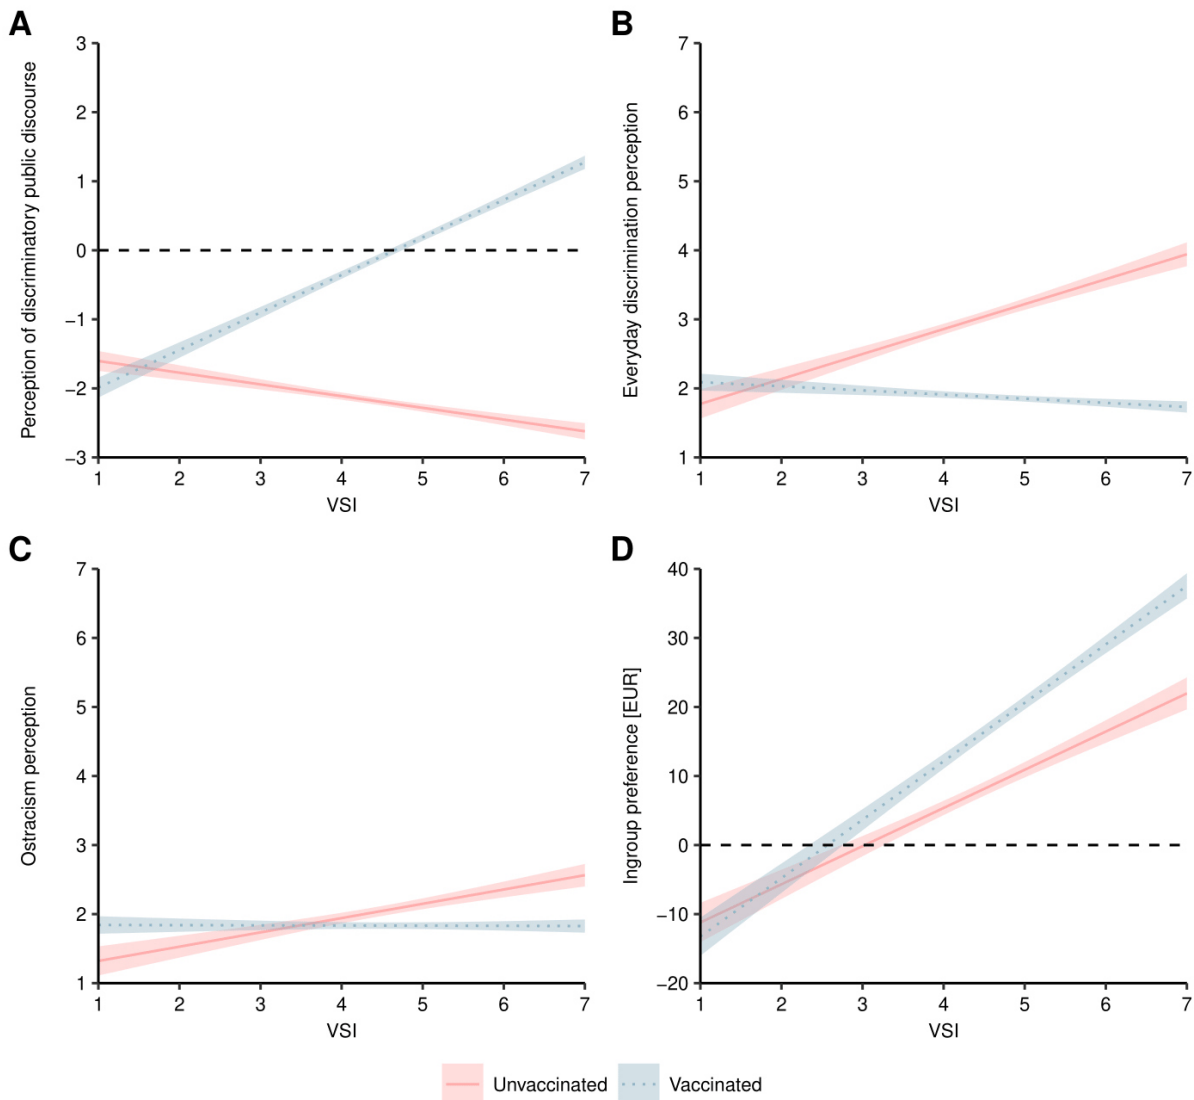 A
Perception of discriminatory public discourse
3
2
1
0
−1
−2
−3
1 2 3 4 5 6 7
VSI
B
Everyday discrimination perception
7
6
5
4
3
2
1
1 2 3 4 5 6 7
VSI
C
Ostracism perception
7
6
5
4
3
2
1
1 2 3 4 5 6 7
VSI
D
Ingroup preference [EUR]
40
30
20
10
0
−10
−20
1 2 3 4 5 6 7
VSI
Unvaccinated Vaccinated